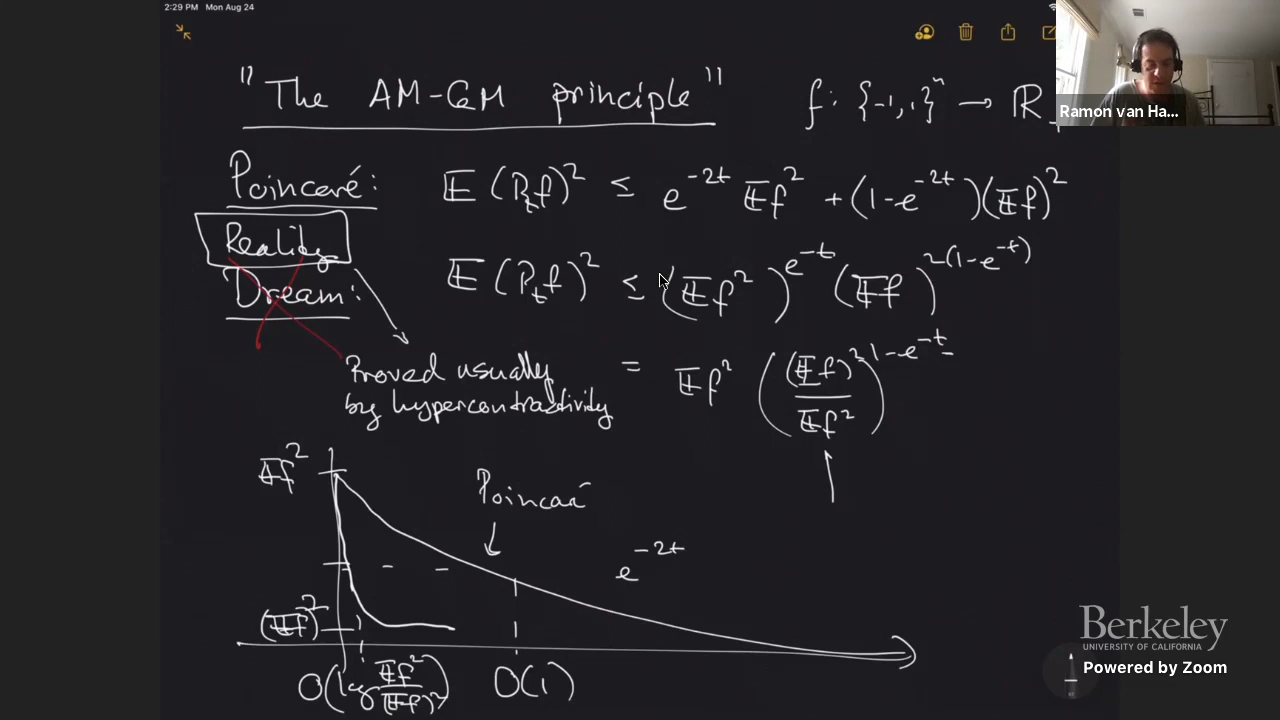 2:29 PM Mon Aug 24
"The AM-GM principle" f: {-1,1}^n → ℝ_+
Ramon van Ha...
Poincaré: 𝔼(P_t f)^2 ≤ e^{-2t} 𝔼f^2 + (1-e^{-2t})(𝔼f)^2
Reality
Dream: 𝔼(P_t f)^2 ≤ (𝔼f^2)^{e^{-t}} (𝔼f)^{2(1-e^{-t})}
Proved usually
by hypercontractivity
= 𝔼f^2 ((𝔼f)^2 / 𝔼f^2)^{1-e^{-t}}
𝔼f^2
Poincaré
e^{-2t}
(𝔼f)^2
O(log 𝔼f^2/(𝔼f)^2) O(1)
Berkeley
UNIVERSITY OF CALIFORNIA
Powered by Zoom